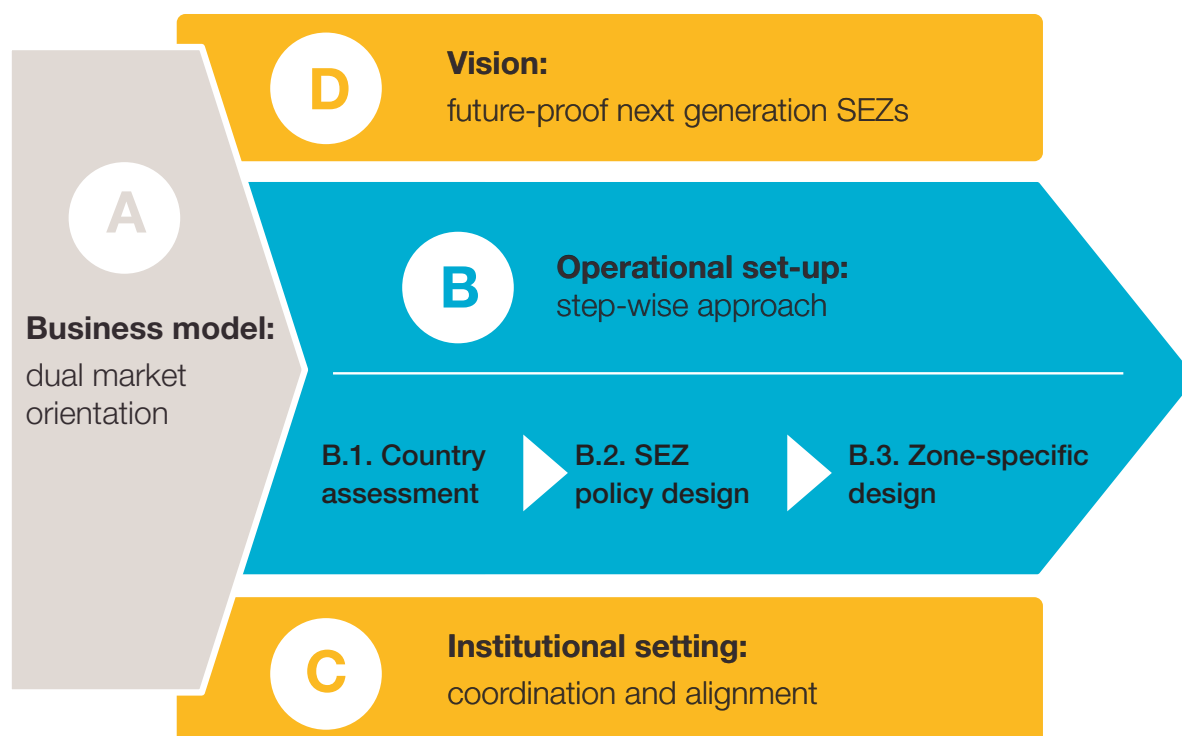 A
Business model:
dual market
orientation
D
Vision:
future-proof next generation SEZs
B
Operational set-up:
step-wise approach
B.1. Country
assessment
B.2. SEZ
policy design
B.3. Zone-specific
design
C
Institutional setting:
coordination and alignment